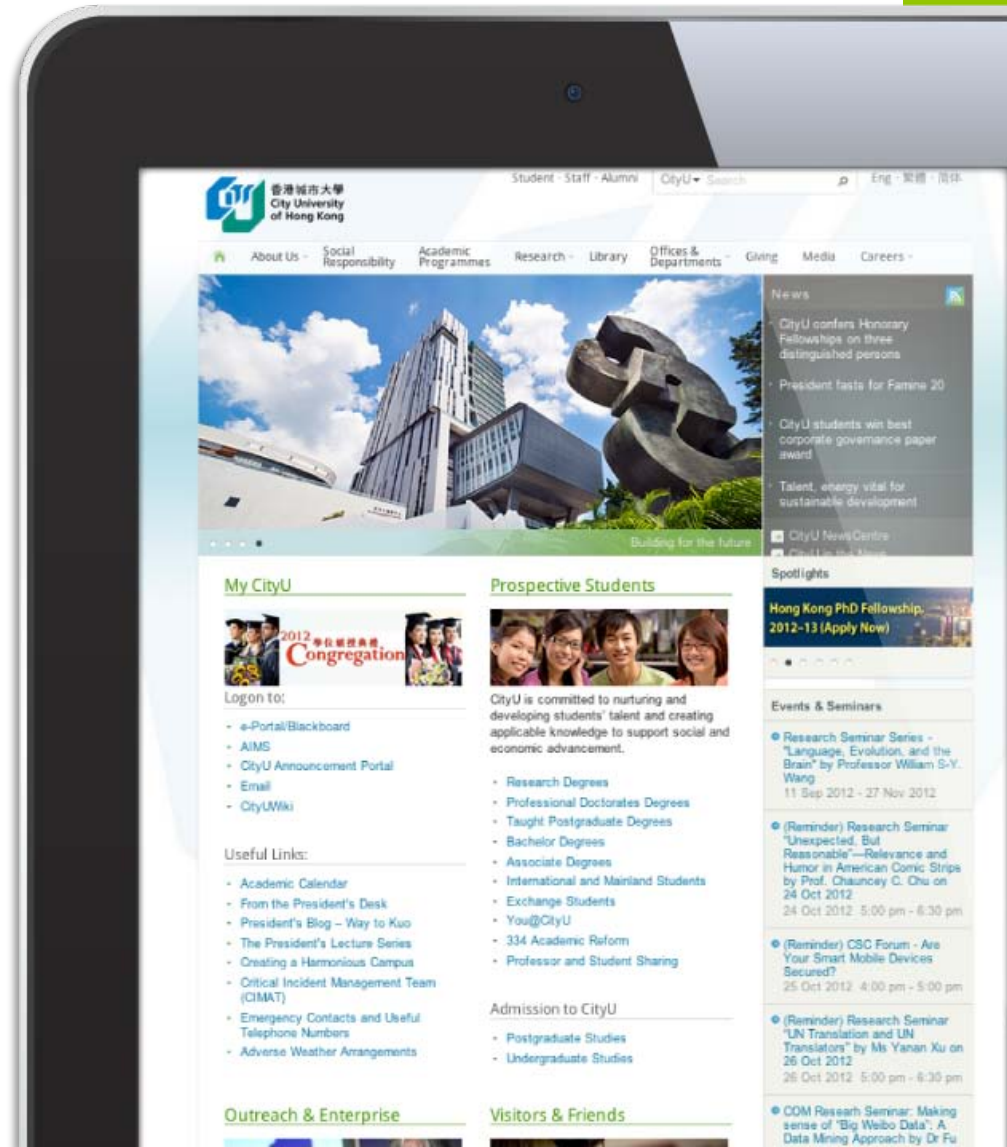 香港城市大學
City University
of Hong Kong
Student - Staff - Alumni
CityU
Search
Eng - 繁體 - 简体
About Us
Social
Responsibility
Academic
Programmes
Research
Library
Offices &
Departments
Giving
Media
Careers
News
CityU confers Honorary
Fellowships on three
distinguished persons
President fasts for Famine 20
CityU students win best
corporate governance paper
award
Talent, energy vital for
sustainable development
CityU NewsCentre
CityU in the News
Building for the future
My CityU
2012 學位頒授典禮
Congregation
Logon to:
e-Portal/Blackboard
AIMS
CityU Announcement Portal
Email
CityUWiki
Useful Links:
Academic Calendar
From the President's Desk
President's Blog – Way to Kuo
The President's Lecture Series
Creating a Harmonious Campus
Critical Incident Management Team
(CIMAT)
Emergency Contacts and Useful
Telephone Numbers
Adverse Weather Arrangements
Outreach & Enterprise
Prospective Students
CityU is committed to nurturing and
developing students' talent and creating
applicable knowledge to support social and
economic advancement.
Research Degrees
Professional Doctorates Degrees
Taught Postgraduate Degrees
Bachelor Degrees
Associate Degrees
International and Mainland Students
Exchange Students
You@CityU
334 Academic Reform
Professor and Student Sharing
Admission to CityU
Postgraduate Studies
Undergraduate Studies
Visitors & Friends
Spotlights
Hong Kong PhD Fellowship.
2012–13 (Apply Now)
Events & Seminars
Research Seminar Series -
"Language, Evolution, and the
Brain" by Professor William S-Y.
Wang
11 Sep 2012 - 27 Nov 2012
(Reminder) Research Seminar
"Unexpected, But
Reasonable"—Relevance and
Humor in American Comic Strips
by Prof. Chauncey C. Chu on
24 Oct 2012
24 Oct 2012 5:00 pm - 6:30 pm
(Reminder) CSC Forum - Are
Your Smart Mobile Devices
Secured?
25 Oct 2012 4:00 pm - 5:00 pm
(Reminder) Research Seminar
"UN Translation and UN
Translators" by Ms Yanan Xu on
26 Oct 2012
26 Oct 2012 5:00 pm - 6:30 pm
COM Researh Seminar: Making
sense of "Big Weibo Data": A
Data Mining Approach by Dr Fu